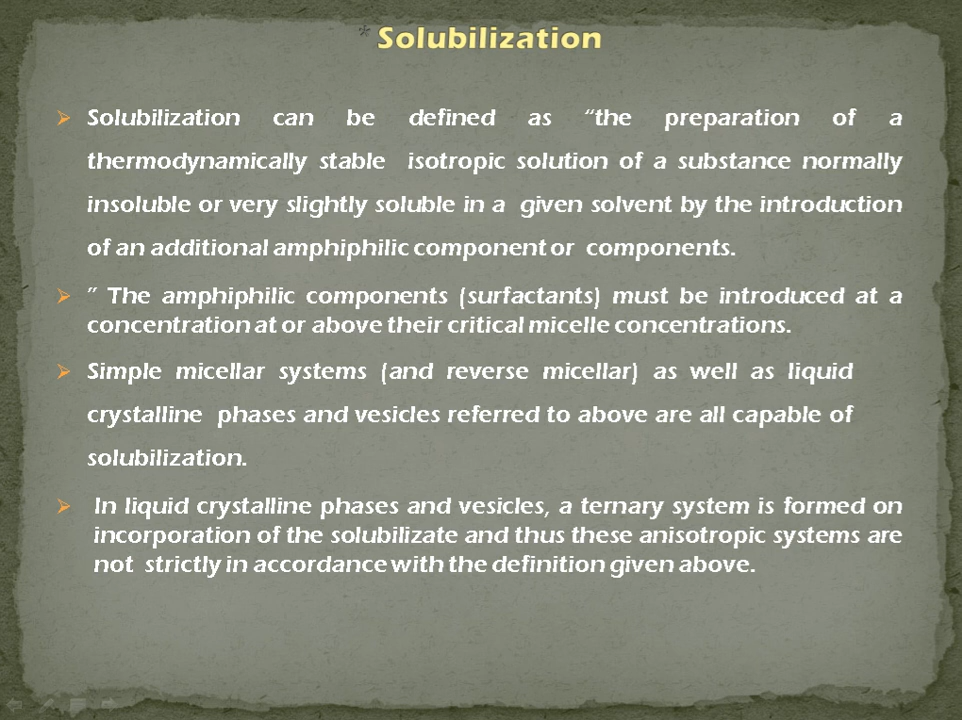 * Solubilization
➢ Solubilization can be defined as “the preparation of a
thermodynamically stable isotropic solution of a substance normally
insoluble or very slightly soluble in a given solvent by the introduction
of an additional amphiphilic component or components.
➢ ” The amphiphilic components (surfactants) must be introduced at a
concentration at or above their critical micelle concentrations.
➢ Simple micellar systems (and reverse micellar) as well as liquid
crystalline phases and vesicles referred to above are all capable of
solubilization.
➢ In liquid crystalline phases and vesicles, a ternary system is formed on
incorporation of the solubilizate and thus these anisotropic systems are
not strictly in accordance with the definition given above.